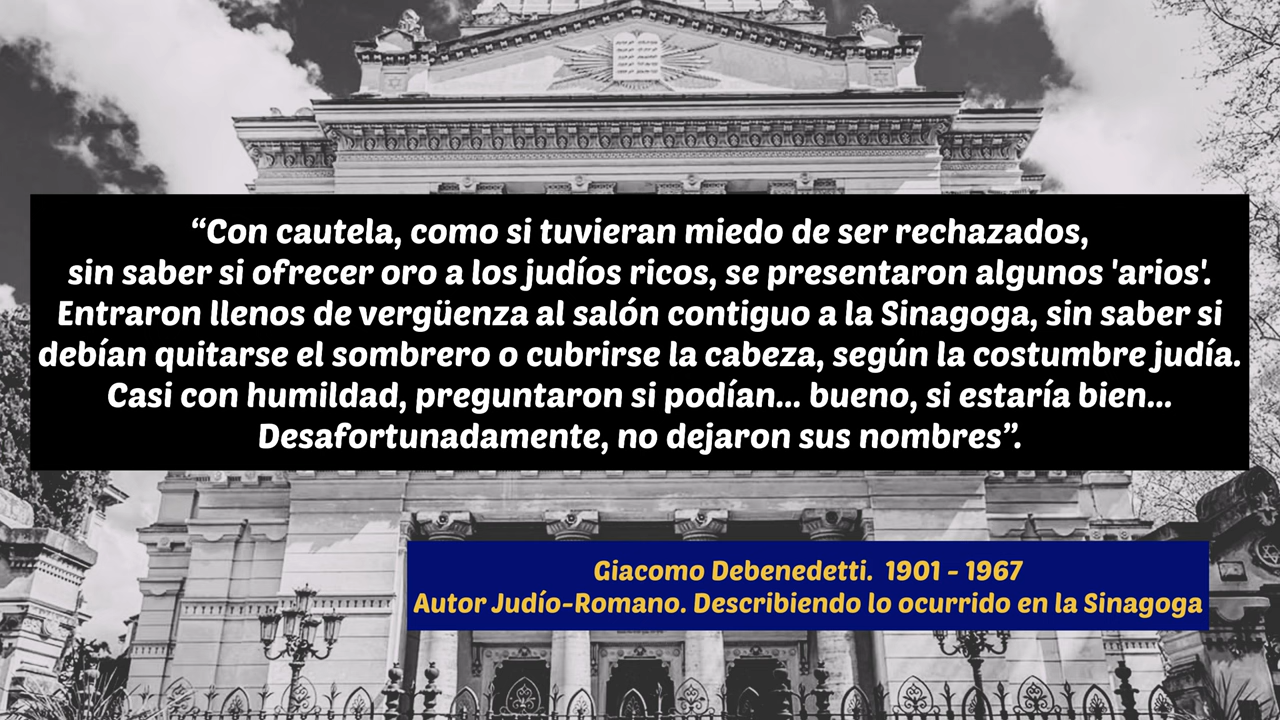 “Con cautela, como si tuvieran miedo de ser rechazados,
sin saber si ofrecer oro a los judíos ricos, se presentaron algunos 'arios'.
Entraron llenos de vergüenza al salón contiguo a la Sinagoga, sin saber si
debían quitarse el sombrero o cubrirse la cabeza, según la costumbre judía.
Casi con humildad, preguntaron si podían... bueno, si estaría bien...
Desafortunadamente, no dejaron sus nombres”.
Giacomo Debenedetti. 1901 - 1967
Autor Judío-Romano. Describiendo lo ocurrido en la Sinagoga